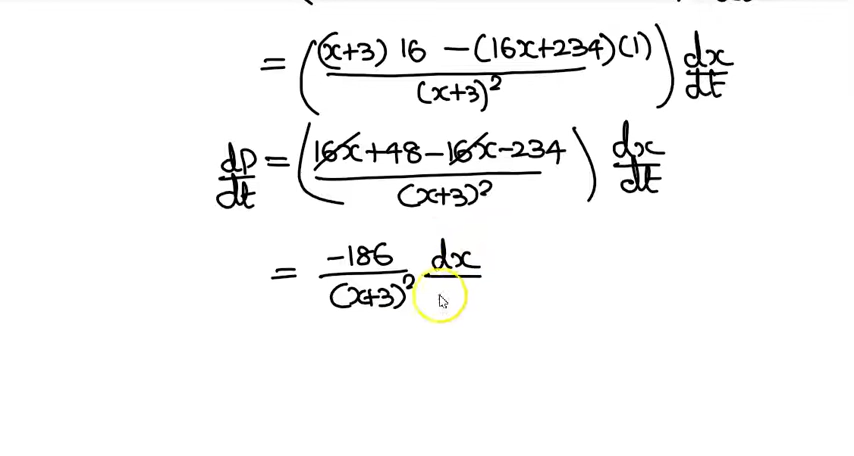 = ( (x+3) 16 - (16x+234)(1) / (x+3)² ) dx/dt
dp/dt = ( 16x+48-16x-234 / (x+3)² ) dx/dt
= -186 / (x+3)² dx